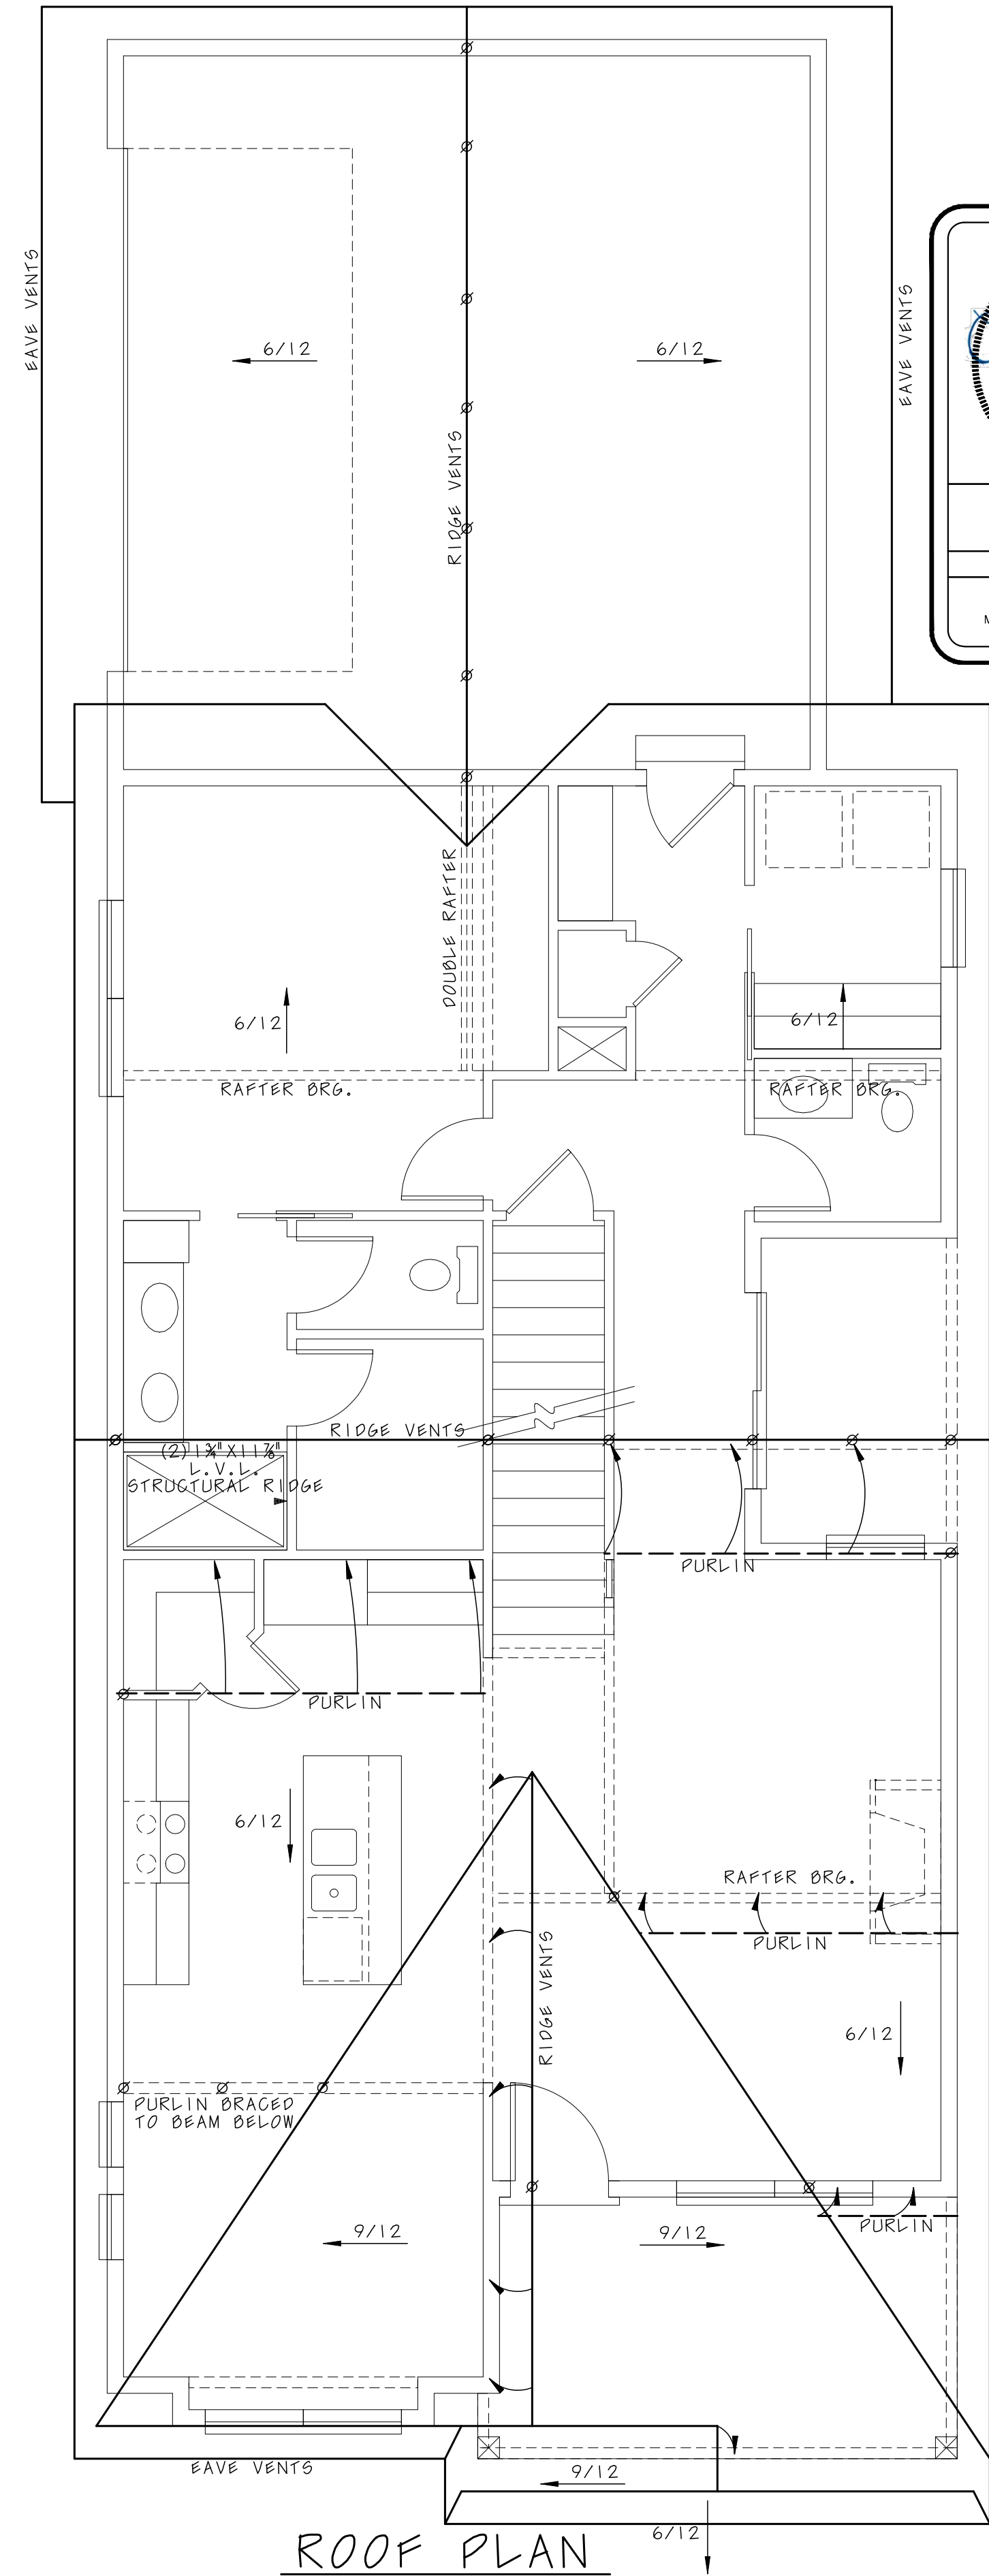 EAVE VENTS
EAVE VENTS
6/12
6/12
RIDGE VENTS
M
DOUBLE RAFTER
6/12
6/12
RAFTER BRG.
RAFTER BRG.
RIDGE VENTS
(2) 1¾" X 11⅞"
L.V.L.
STRUCTURAL RIDGE
PURLIN
PURLIN
6/12
RAFTER BRG.
PURLIN
RIDGE VENTS
6/12
PURLIN BRACED
TO BEAM BELOW
9/12
9/12
PURLIN
EAVE VENTS
9/12
6/12
ROOF PLAN